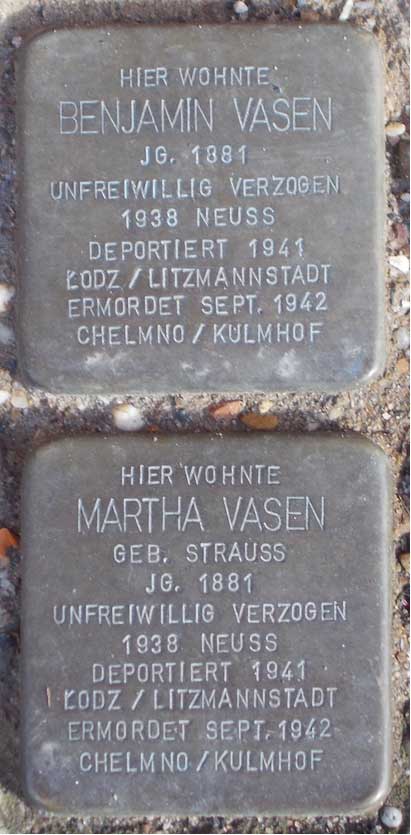 HIER WOHNTE
BENJAMIN VASEN
JG. 1881
UNFREIWILLIG VERZOGEN
1938 NEUSS
DEPORTIERT 1941
ŁODZ / LITZMANNSTADT
ERMORDET SEPT. 1942
CHELMNO / KULMHOF
HIER WOHNTE
MARTHA VASEN
GEB. STRAUSS
JG. 1881
UNFREIWILLIG VERZOGEN
1938 NEUSS
DEPORTIERT 1941
ŁODZ / LITZMANNSTADT
ERMORDET SEPT. 1942
CHELMNO / KULMHOF